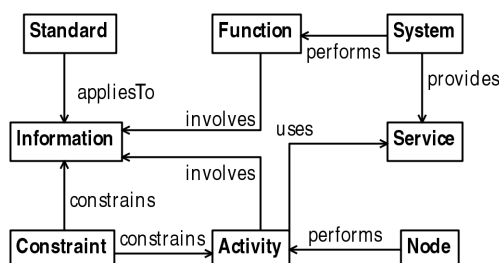 Standard Function System
performs
appliesTo provides
involves uses
Information Service
involves
constrains
constrains performs
Constraint Activity Node